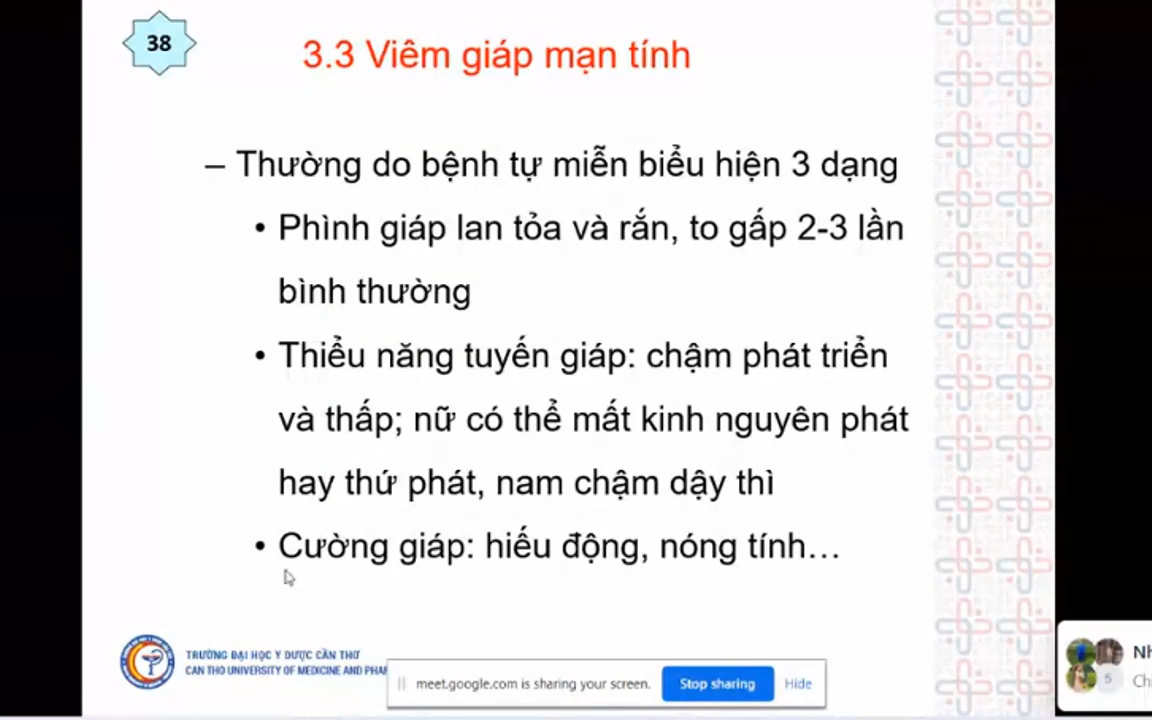 38
3.3 Viêm giáp mạn tính
– Thường do bệnh tự miễn biểu hiện 3 dạng
• Phình giáp lan tỏa và rắn, to gấp 2-3 lần
bình thường
• Thiểu năng tuyến giáp: chậm phát triển
và thấp; nữ có thể mất kinh nguyên phát
hay thứ phát, nam chậm dậy thì
• Cường giáp: hiếu động, nóng tính...
TRƯỜNG ĐẠI HỌC Y DƯỢC CẦN THƠ
CAN THO UNIVERSITY OF MEDICINE AND PHAR
meet.google.com is sharing your screen.
Stop sharing
Hide
5